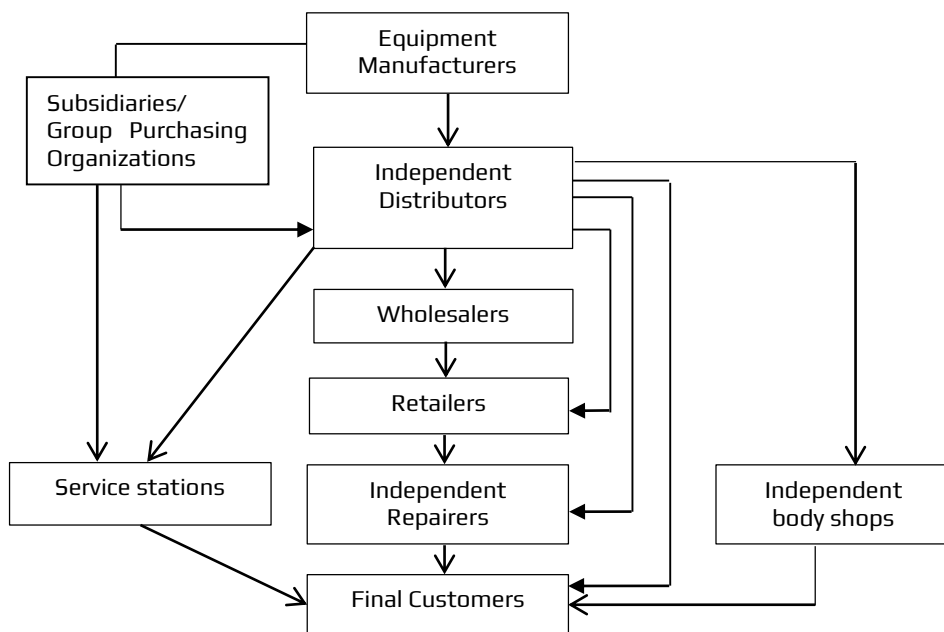 Equipment
Manufacturers
Subsidiaries/
Group Purchasing
Organizations
Independent
Distributors
Wholesalers
Retailers
Service stations
Independent
Repairers
Independent
body shops
Final Customers